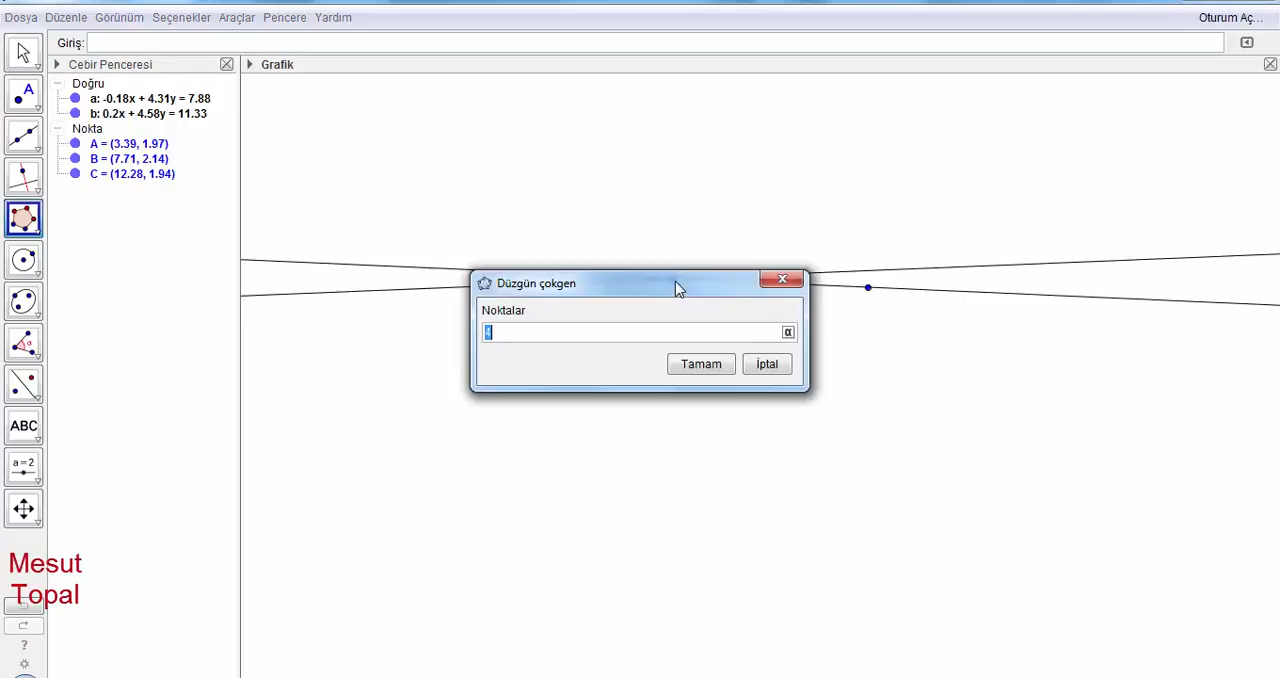 Dosya Düzenle Görünüm Seçenekler Araçlar Pencere Yardım Oturum Aç...
Giriş:
Cebir Penceresi
Grafik
Doğru
a: -0.18x + 4.31y = 7.88
b: 0.2x + 4.58y = 11.33
Nokta
A = (3.39, 1.97)
B = (7.71, 2.14)
C = (12.28, 1.94)
A
Düzgün çokgen
Noktalar
4
α
Tamam İptal
α
ABC
a=2
Mesut
Topal
?